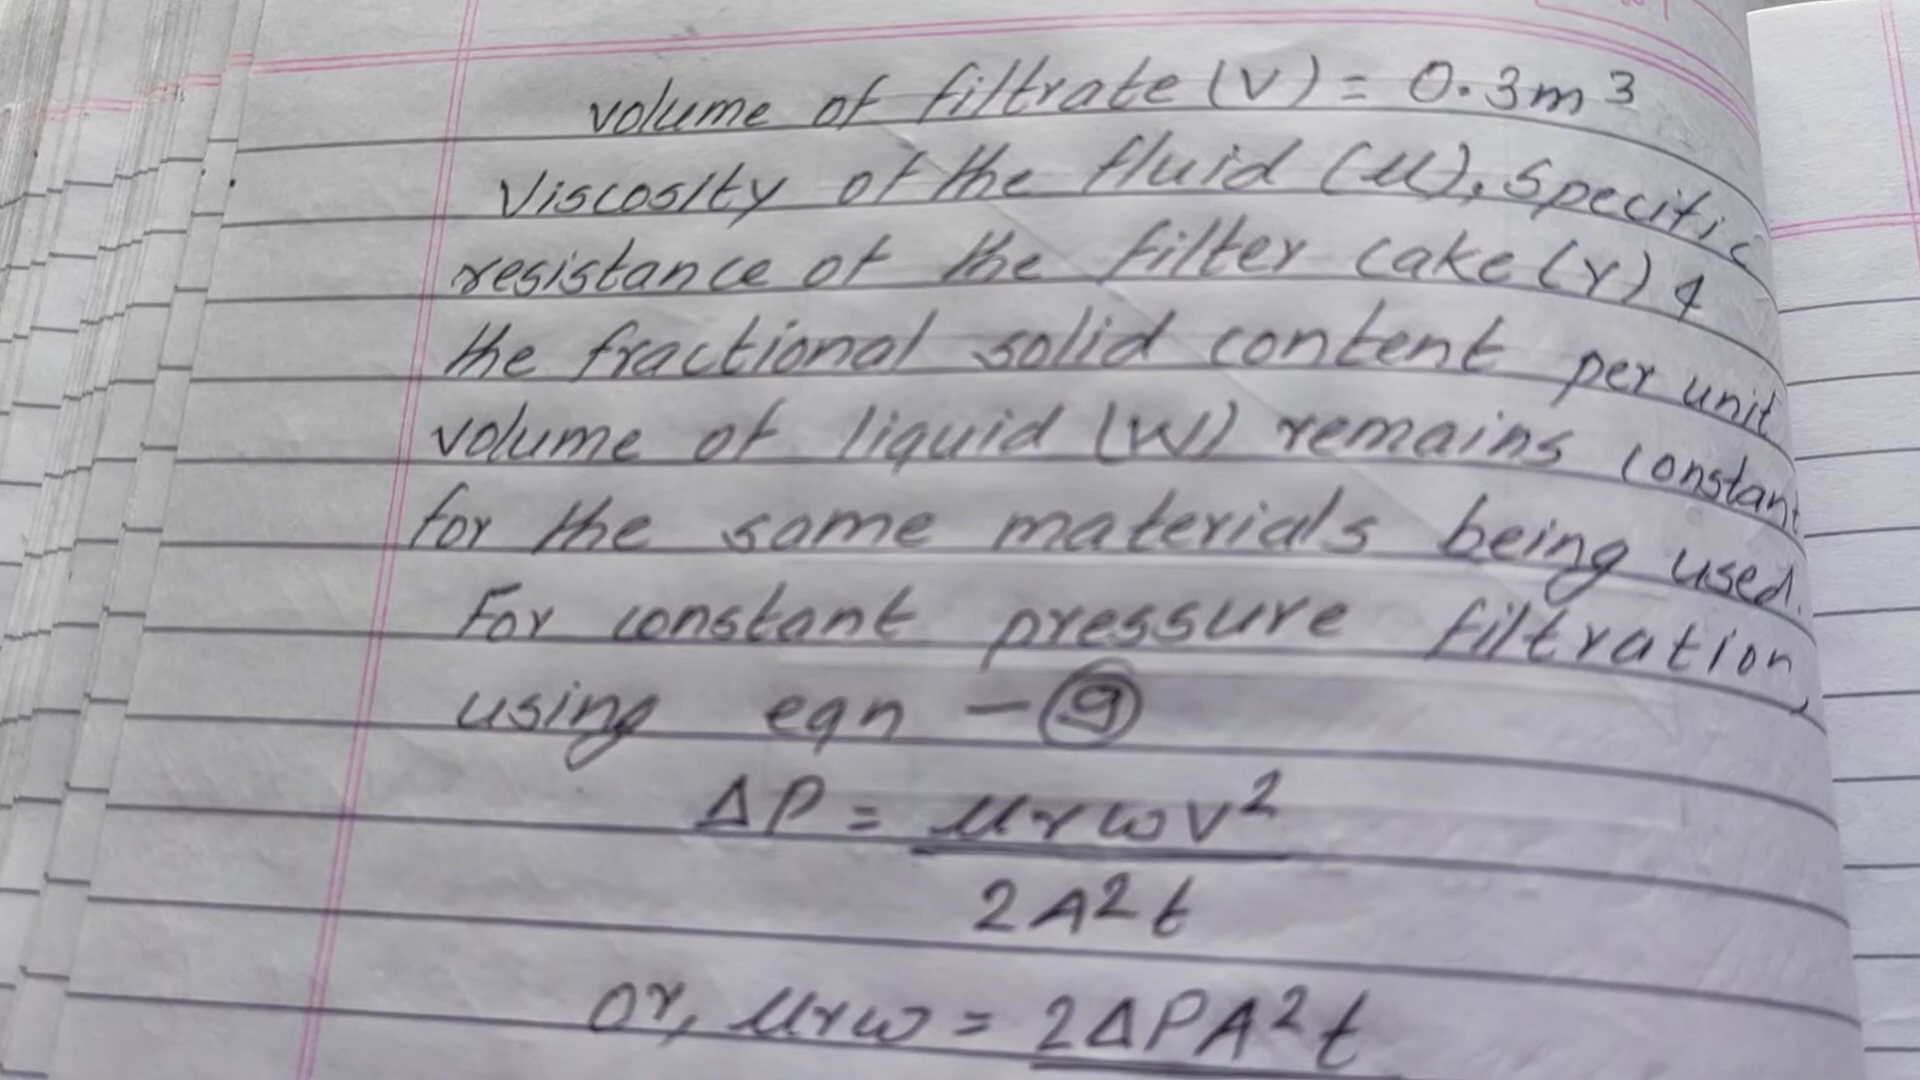 volume of filtrate (V) = 0.3m³
Viscosity of the fluid (μ), specific
resistance of the filter cake (r) &
the fractional solid content per unit
volume of liquid (W) remains constant
for the same materials being used.
For constant pressure filtration,
using eqn - ⑨
ΔP = μrωv²
2A²t
or, μrω = 2ΔPA²t